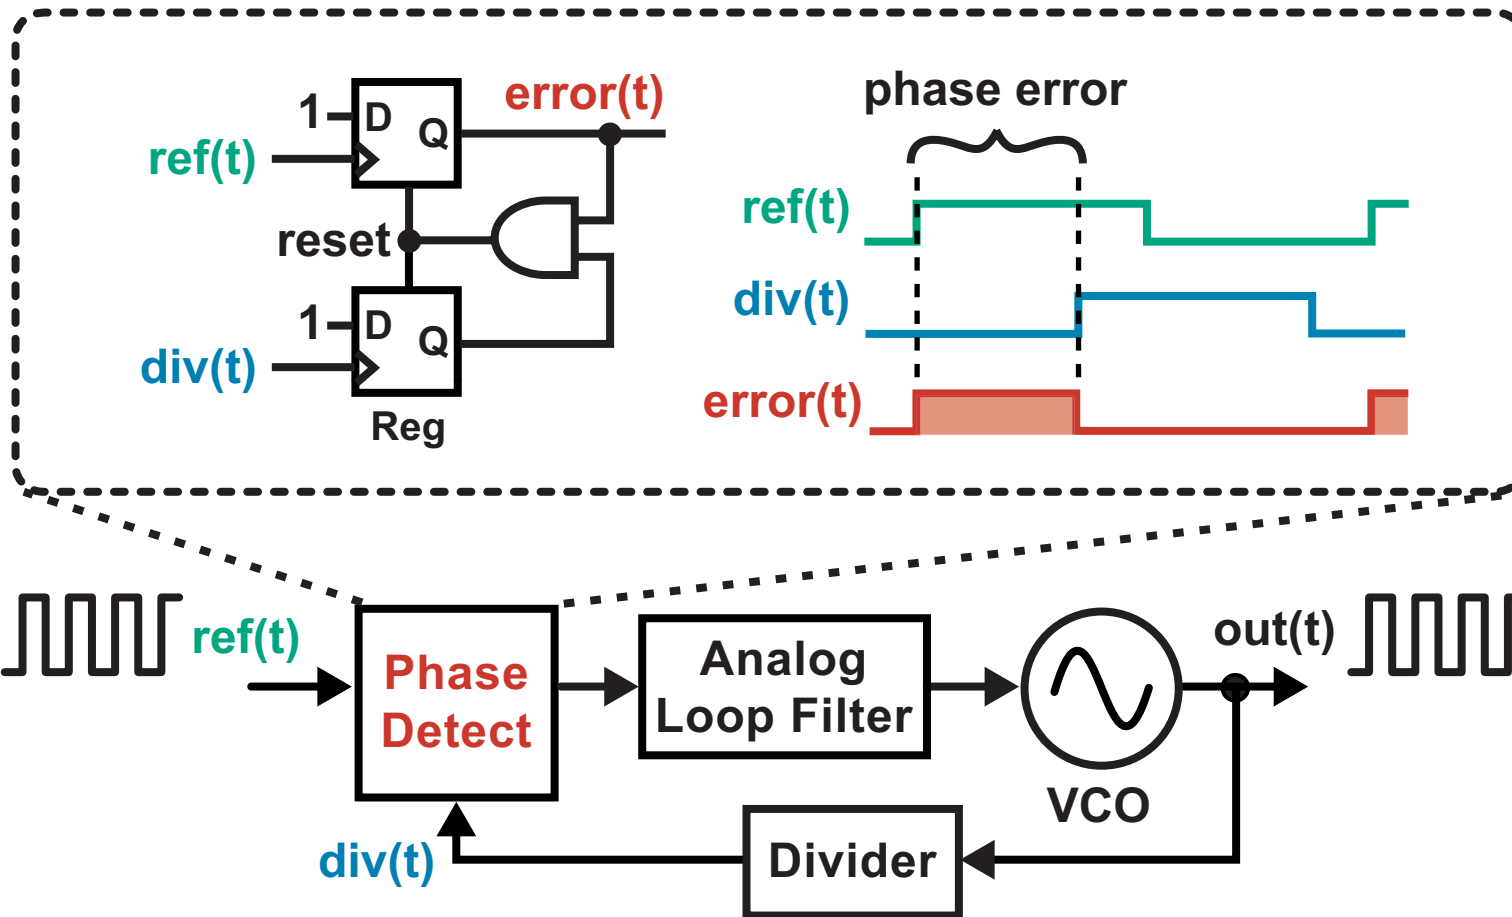 error(t)
1
D
Q
ref(t)
reset
1
D
Q
div(t)
Reg
phase error
ref(t)
div(t)
error(t)
ref(t)
Phase
Detect
Analog
Loop Filter
VCO
out(t)
div(t)
Divider